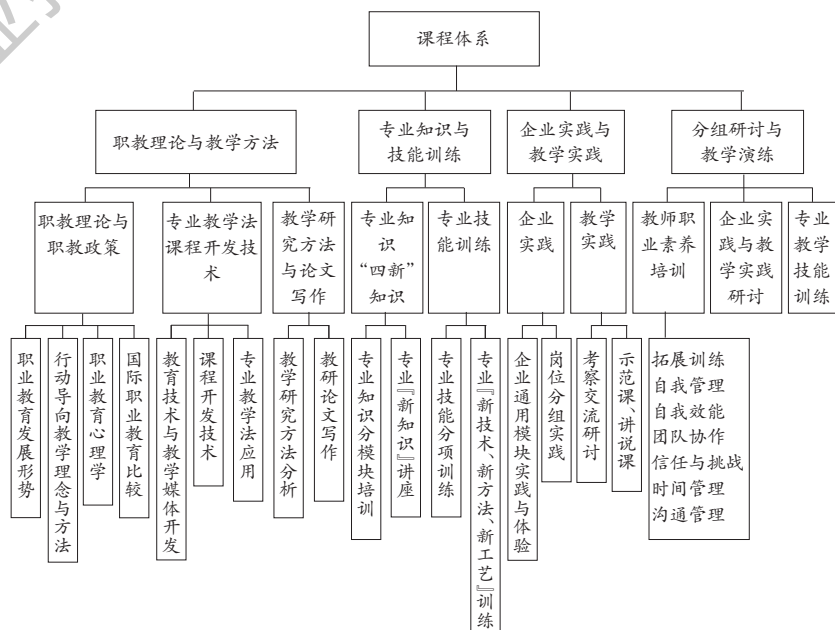 课程体系
职教理论与教学方法
专业知识与
技能训练
企业实践与
教学实践
分组研讨与
教学演练
职教理论与
职教政策
专业教学法
课程开发技
术
教学研
究方法
与论文
写作
专业知
识
“四新”
知识
专业技
能训练
企业
实践
教学
实践
教师职
业素养
培训
企业实
践与教
学实践
研讨
专业
教学
技能
训练
职业教育发展形势
行动导向教学理念与方法
职业教育心理学
国际职业教育比较
教育技术与教学媒体开发
课程开发技术
专业教学法应用
教学研究方法分析
教研论文写作
专业知识分模块培训
专业『新知识』讲座
专业技能分项训练
专业『新技术、新方法、新工艺』训练
企业通用模块实践与体验
岗位分组实践
考察交流研讨
示范课、讲说课
拓展训练
自我管理
自我效能
团队协作
信任与挑战
时间管理
沟通管理